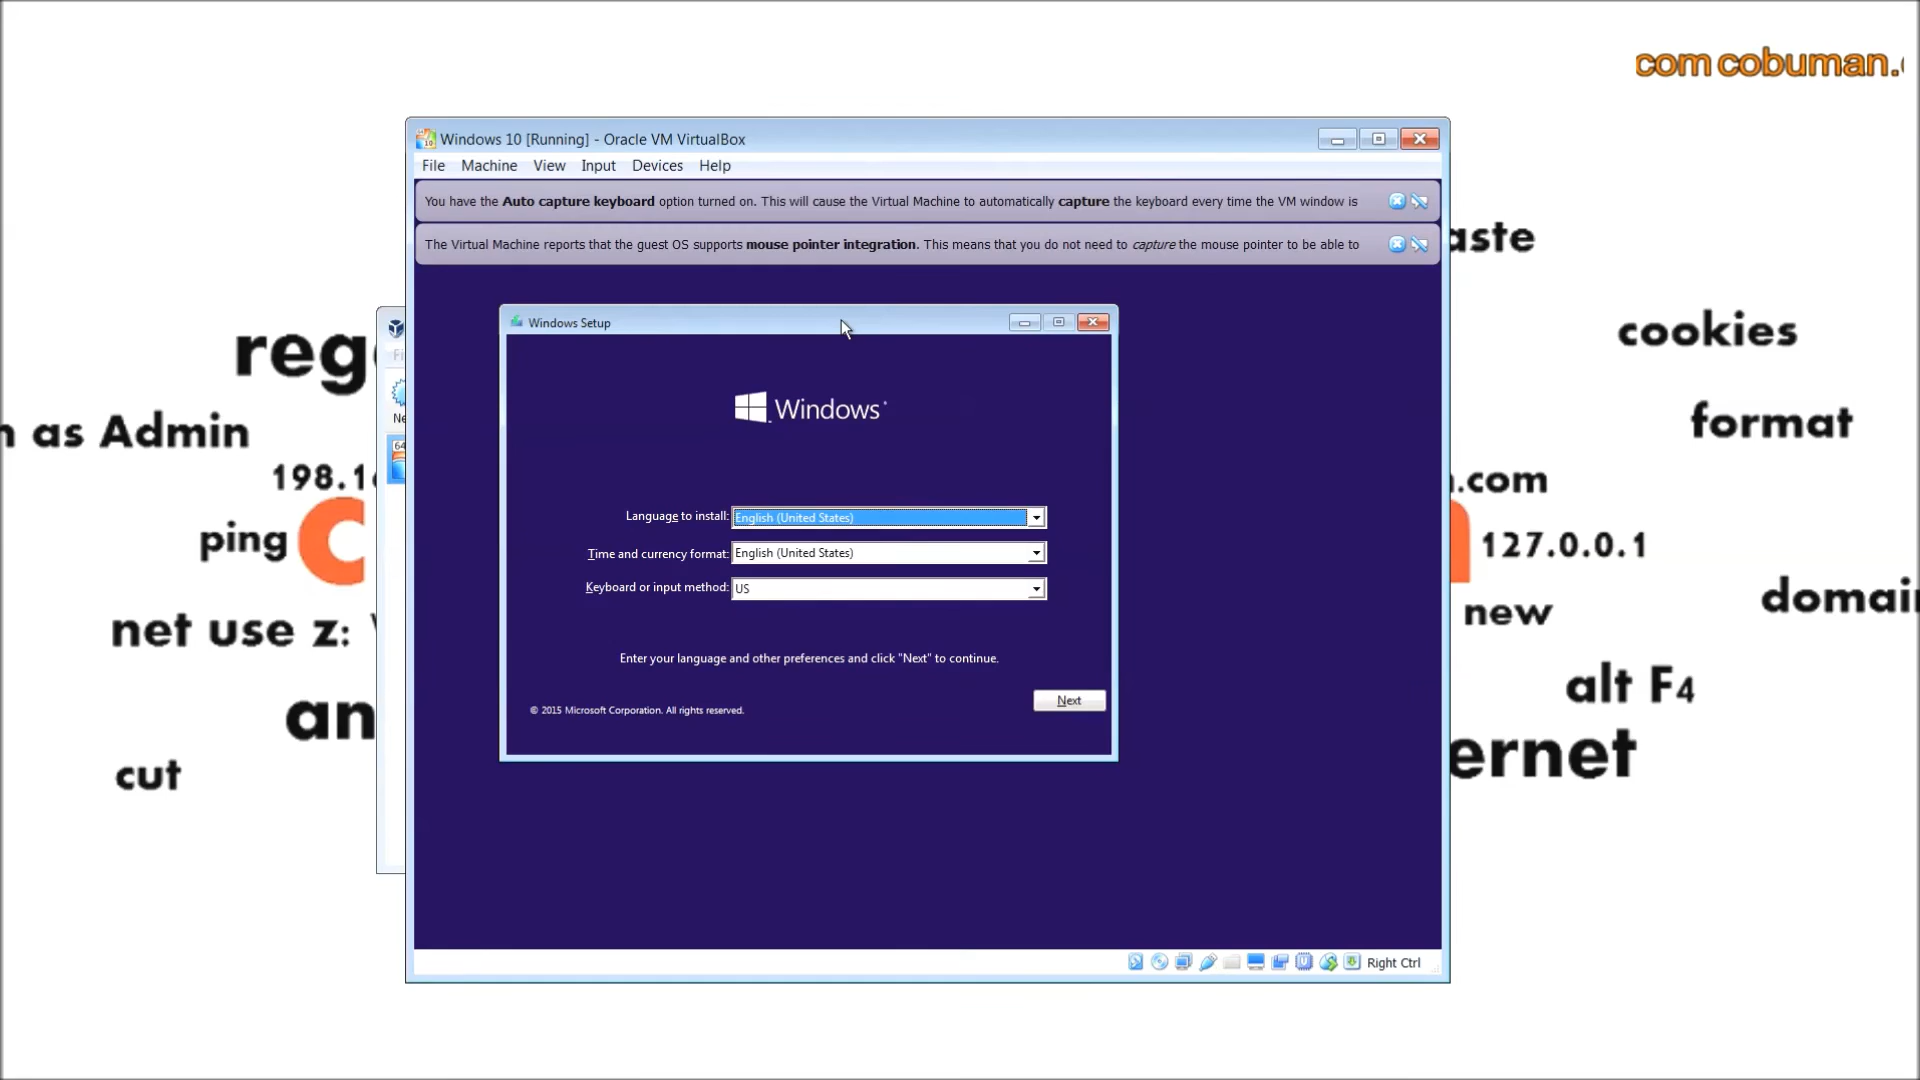 com cobuman.
Windows 10 [Running] - Oracle VM VirtualBox
File Machine View Input Devices Help
You have the Auto capture keyboard option turned on. This will cause the Virtual Machine to automatically capture the keyboard every time the VM window is
The Virtual Machine reports that the guest OS supports mouse pointer integration. This means that you do not need to capture the mouse pointer to be able to
aste
Windows Setup
cookies
reg
Fi
Windows
Ne
format
n as Admin
64
198.1
.com
Language to install: English (United States)
ping
C
127.0.0.1
Time and currency format: English (United States)
Keyboard or input method: US
domain
new
net use z:
Enter your language and other preferences and click "Next" to continue.
alt F4
Next
an
© 2015 Microsoft Corporation. All rights reserved.
ernet
cut
Right Ctrl